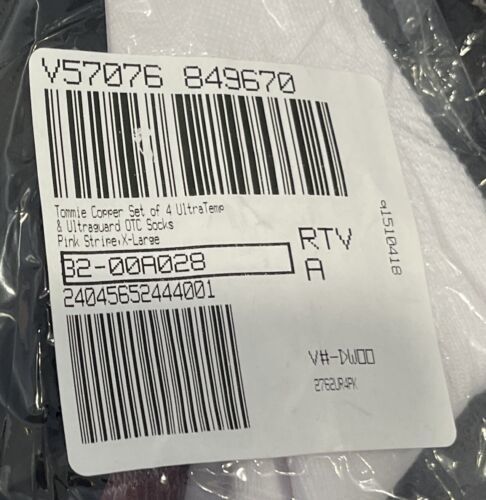 V57076 849670
Tommie Copper Set of 4 UltraTemp
& Ultraguard OTC Socks
Pink Stripe,X-Large
B2-00A028
RTV
A
24045652444001
V#-DW00
2762UR4PK
q1510418